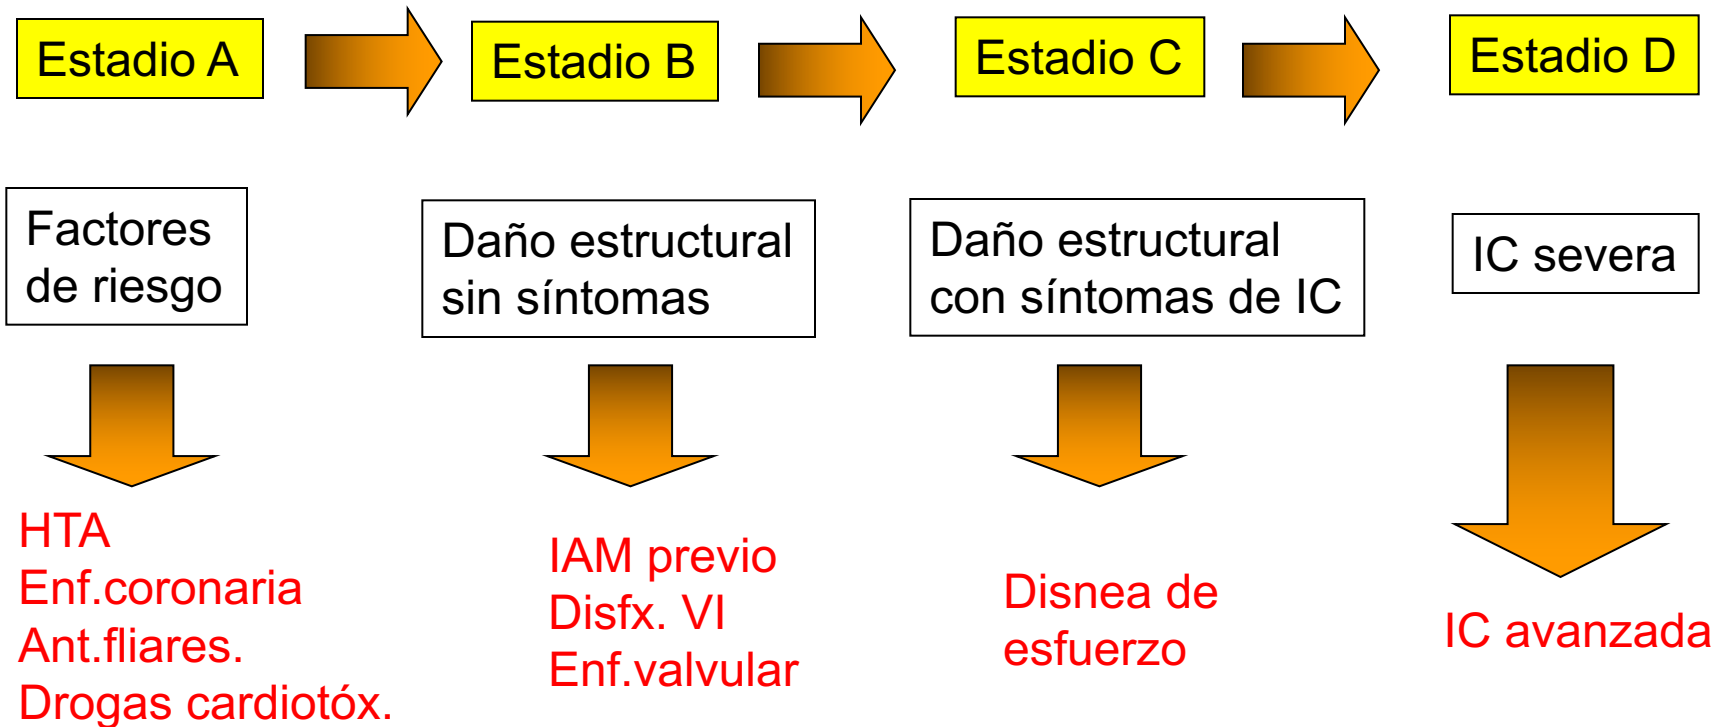 Estadio A
Estadio B
Estadio C
Estadio D
Factores
de riesgo
Daño estructural
sin síntomas
Daño estructural
con síntomas de IC
IC severa
HTA
Enf.coronaria
Ant.fliares.
Drogas cardiotóx.
IAM previo
Disfx. VI
Enf.valvular
Disnea de
esfuerzo
IC avanzada